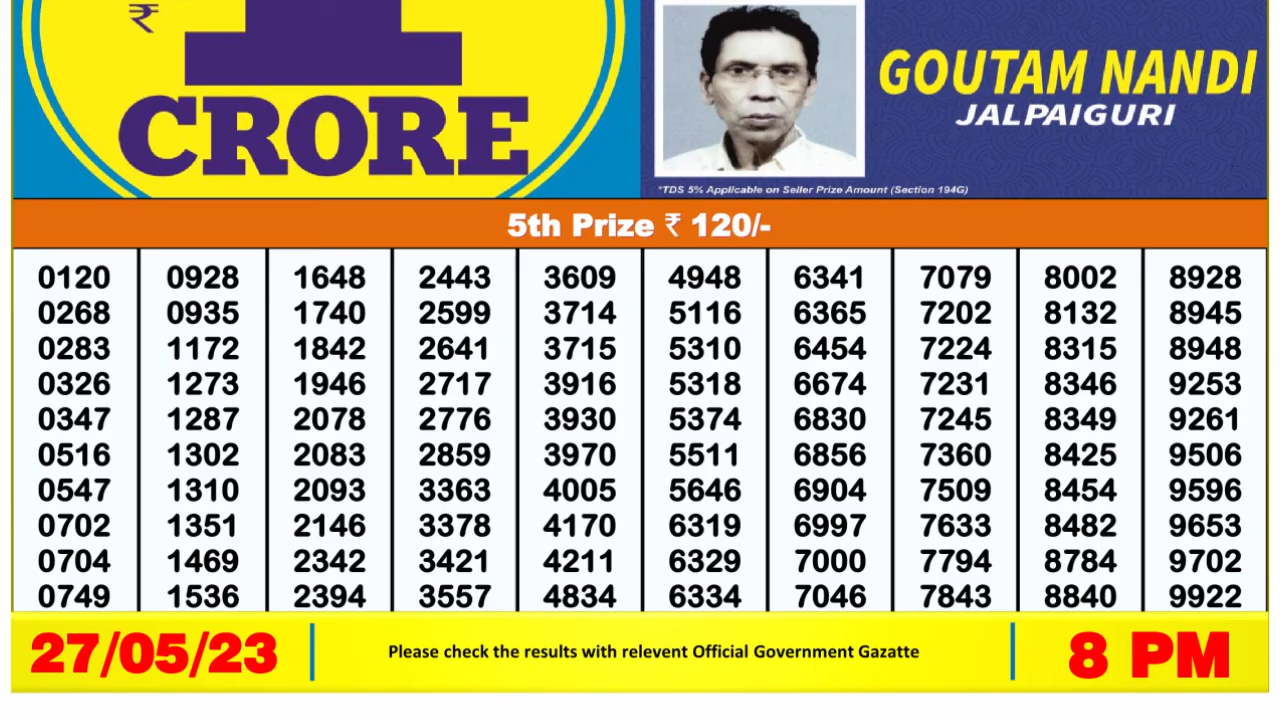 ₹
1
CRORE
GOUTAM NANDI
JALPAIGURI
*TDS 5% Applicable on Seller Prize Amount (Section 194G)
5th Prize ₹ 120/-
0120 0928 1648 2443 3609 4948 6341 7079 8002 8928
0268 0935 1740 2599 3714 5116 6365 7202 8132 8945
0283 1172 1842 2641 3715 5310 6454 7224 8315 8948
0326 1273 1946 2717 3916 5318 6674 7231 8346 9253
0347 1287 2078 2776 3930 5374 6830 7245 8349 9261
0516 1302 2083 2859 3970 5511 6856 7360 8425 9506
0547 1310 2093 3363 4005 5646 6904 7509 8454 9596
0702 1351 2146 3378 4170 6319 6997 7633 8482 9653
0704 1469 2342 3421 4211 6329 7000 7794 8784 9702
0749 1536 2394 3557 4834 6334 7046 7843 8840 9922
27/05/23 Please check the results with relevent Official Government Gazatte 8 PM